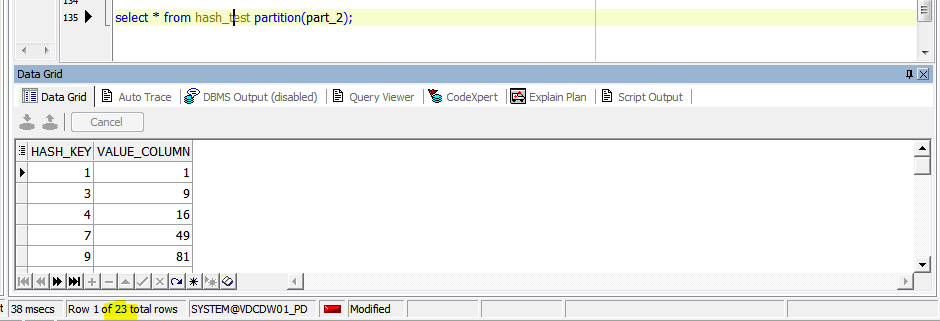 134
135 select * from hash_test partition(part_2);
Data Grid
Data Grid Auto Trace DBMS Output (disabled) Query Viewer CodeXpert Explain Plan Script Output
Cancel
HASH_KEY VALUE_COLUMN
1 1
3 9
4 16
7 49
9 81
t 38 msecs Row 1 of 23 total rows SYSTEM@VDCDW01_PD Modified